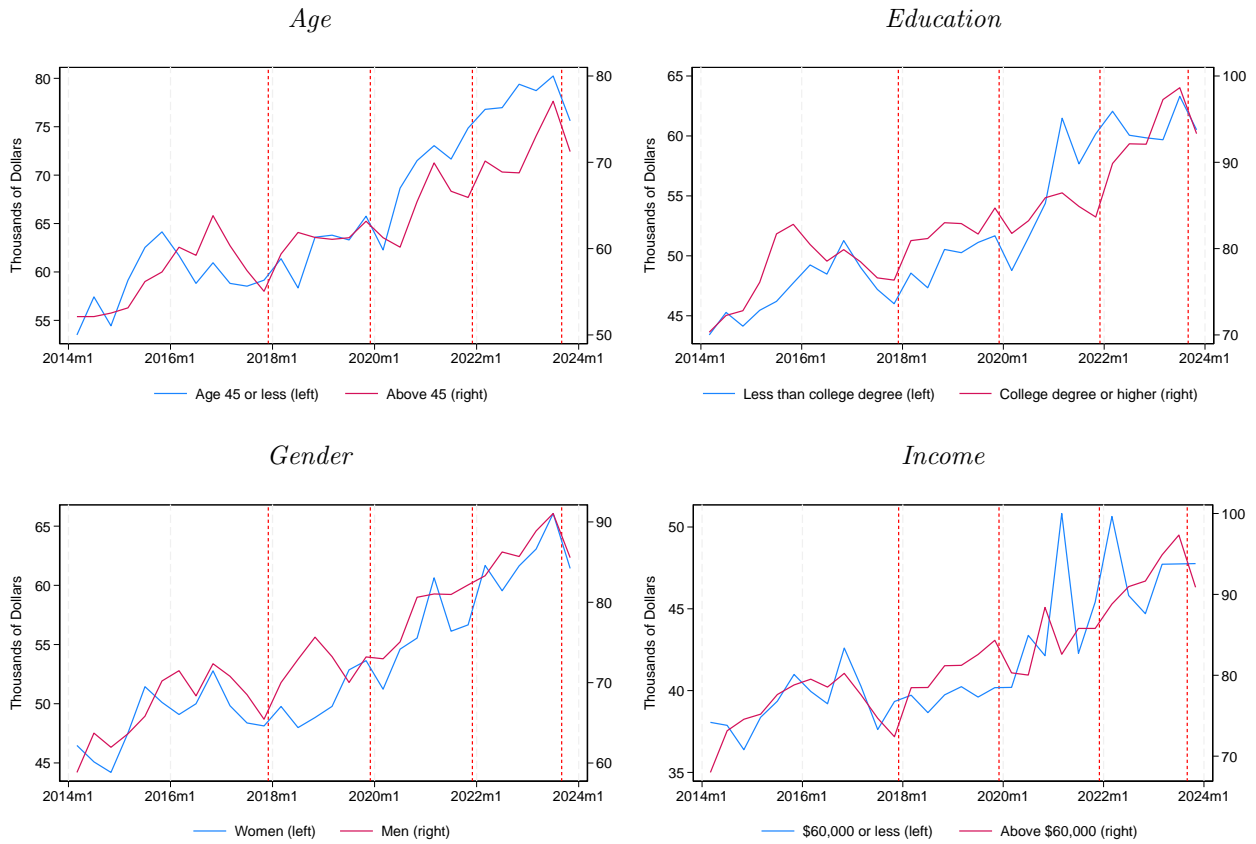 Age
Thousands of Dollars
80
75
70
65
60
55
80
70
60
50
2014m1 2016m1 2018m1 2020m1 2022m1 2024m1
Age 45 or less (left) Above 45 (right)
Education
Thousands of Dollars
65
60
55
50
45
100
90
80
70
2014m1 2016m1 2018m1 2020m1 2022m1 2024m1
Less than college degree (left) College degree or higher (right)
Gender
Thousands of Dollars
65
60
55
50
45
90
80
70
60
2014m1 2016m1 2018m1 2020m1 2022m1 2024m1
Women (left) Men (right)
Income
Thousands of Dollars
50
45
40
35
100
90
80
70
2014m1 2016m1 2018m1 2020m1 2022m1 2024m1
$60,000 or less (left) Above $60,000 (right)